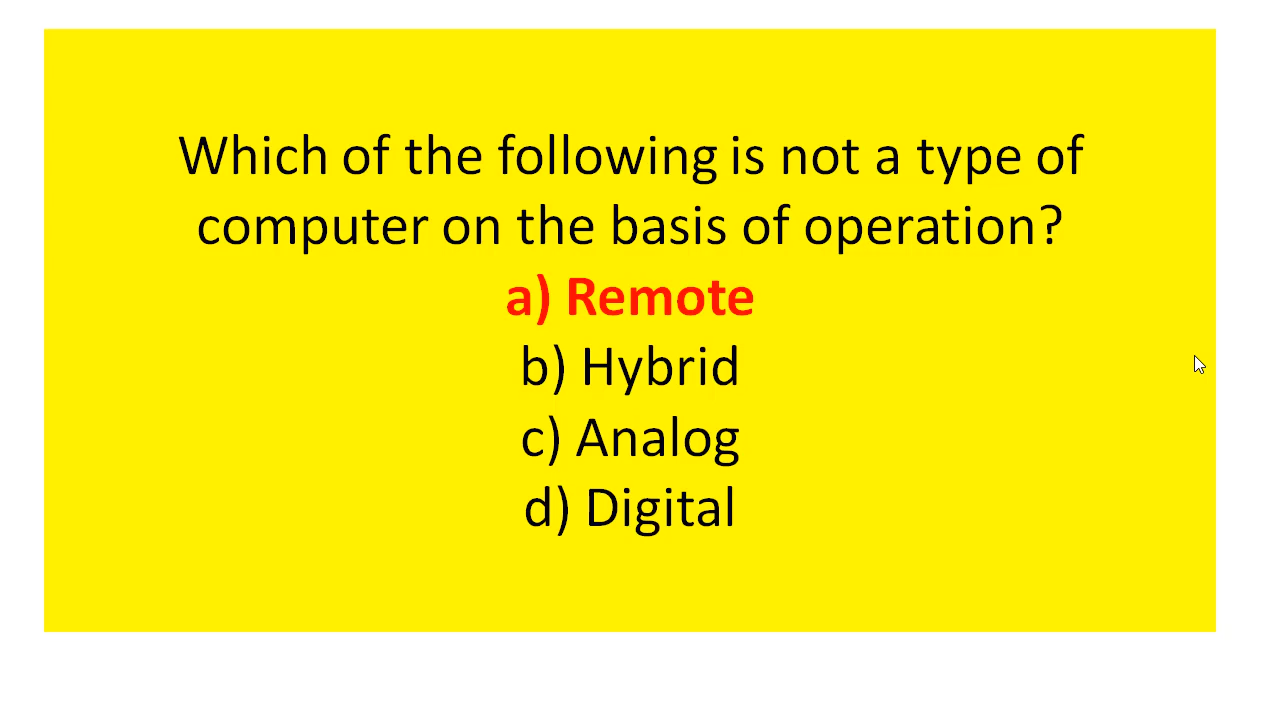 Which of the following is not a type of
computer on the basis of operation?
a) Remote
b) Hybrid
c) Analog
d) Digital